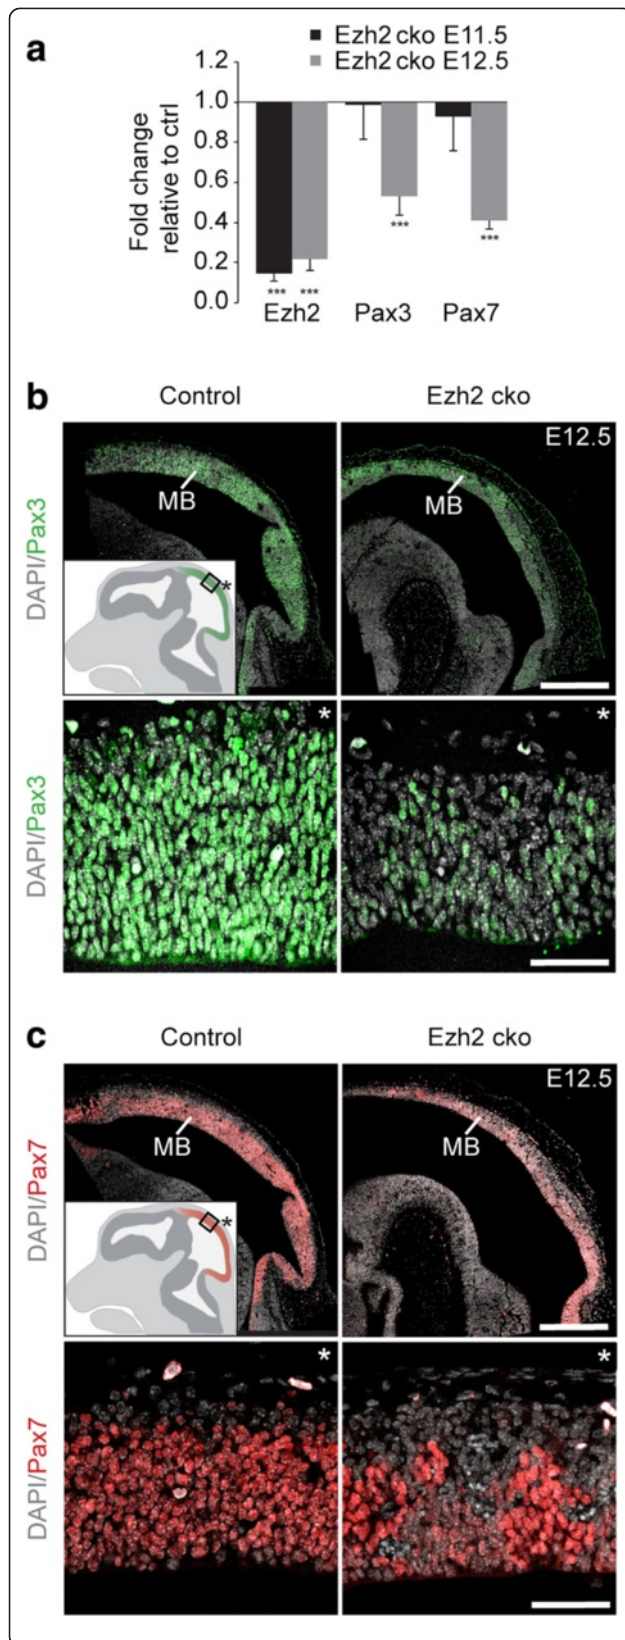 a
Ezh2 cko E11.5
Ezh2 cko E12.5
Fold change
relative to ctrl
1.2
1.0
0.8
0.6
0.4
0.2
0.0
***
***
***
***
Ezh2
Pax3
Pax7
b
Control
Ezh2 cko
DAPI/Pax3
MB
*
E12.5
MB
DAPI/Pax3
*
*
c
Control
Ezh2 cko
DAPI/Pax7
MB
*
E12.5
MB
DAPI/Pax7
*
*